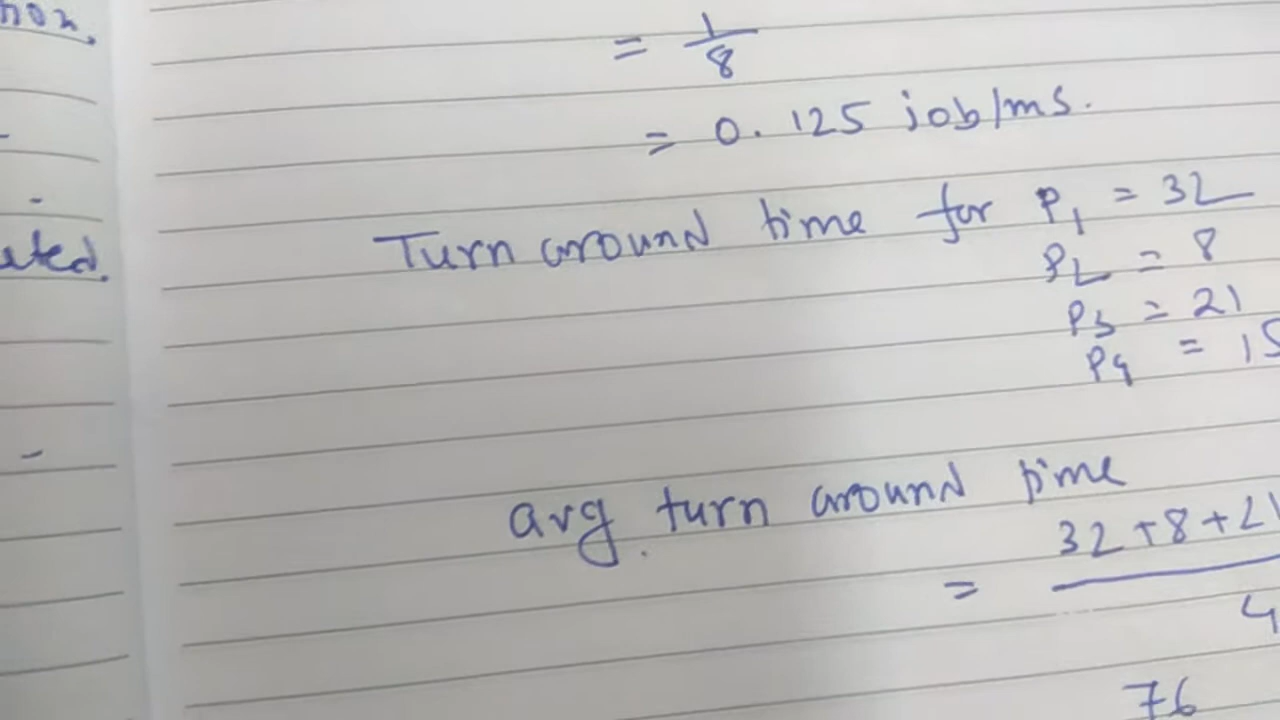 = 1/8
= 0.125 job/ms.
Turn around time for P1 = 32
P2 = 8
P3 = 21
P4 = 15
avg. turn around time
= 32+8+21
4
76